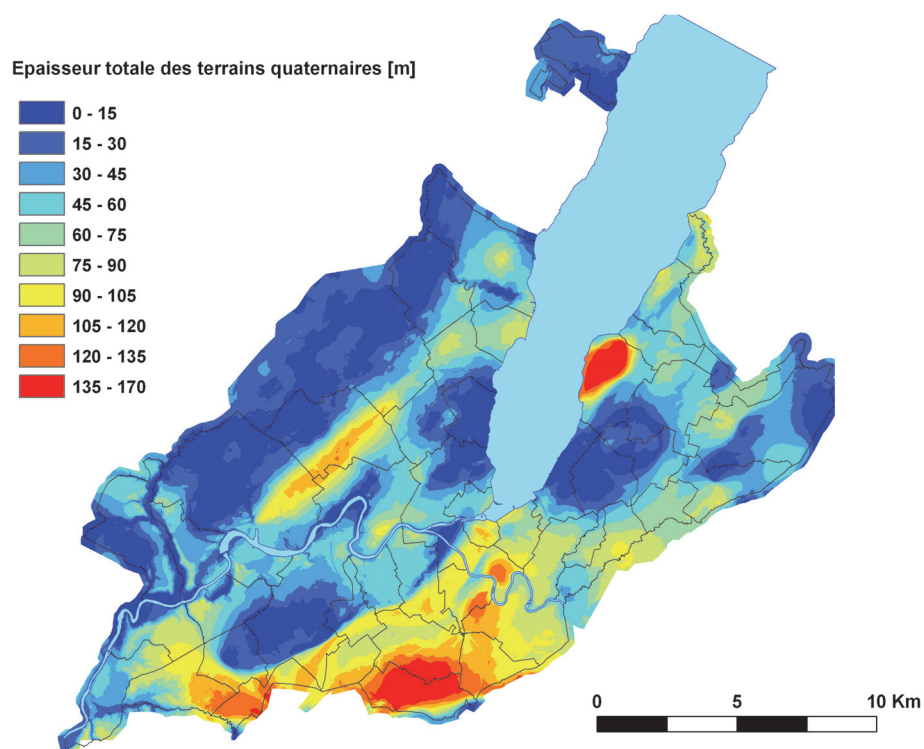 Epaisseur totale des terrains quaternaires [m]
0 - 15
15 - 30
30 - 45
45 - 60
60 - 75
75 - 90
90 - 105
105 - 120
120 - 135
135 - 170
0 5 10 Km